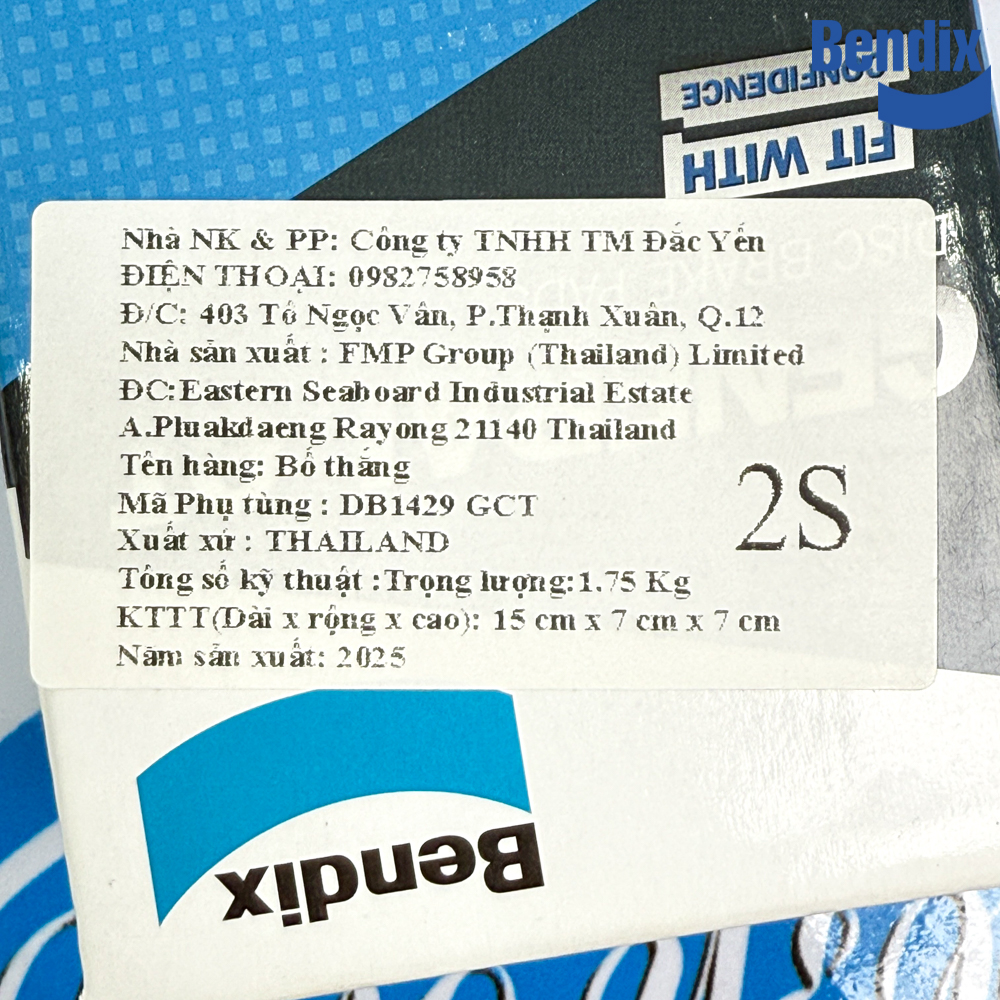 Bendix
CONFIDENCE
FIT WITH
DISC BRAKE PADS
Nhà NK & PP: Công ty TNHH TM Đắc Yến
ĐIỆN THOẠI: 0982758958
Đ/C: 403 Tô Ngọc Vân, P.Thạnh Xuân, Q.12
Nhà sản xuất : FMP Group (Thailand) Limited
ĐC:Eastern Seaboard Industrial Estate
A.Pluakdaeng Rayong 21140 Thailand
Tên hàng: Bố thắng
Mã Phụ tùng : DB1429 GCT
2S
Xuất xứ : THAILAND
Tổng số kỹ thuật :Trọng lượng:1.75 Kg
KTTT(Dài x rộng x cao): 15 cm x 7 cm x 7 cm
Năm sản xuất: 2025
Bendix